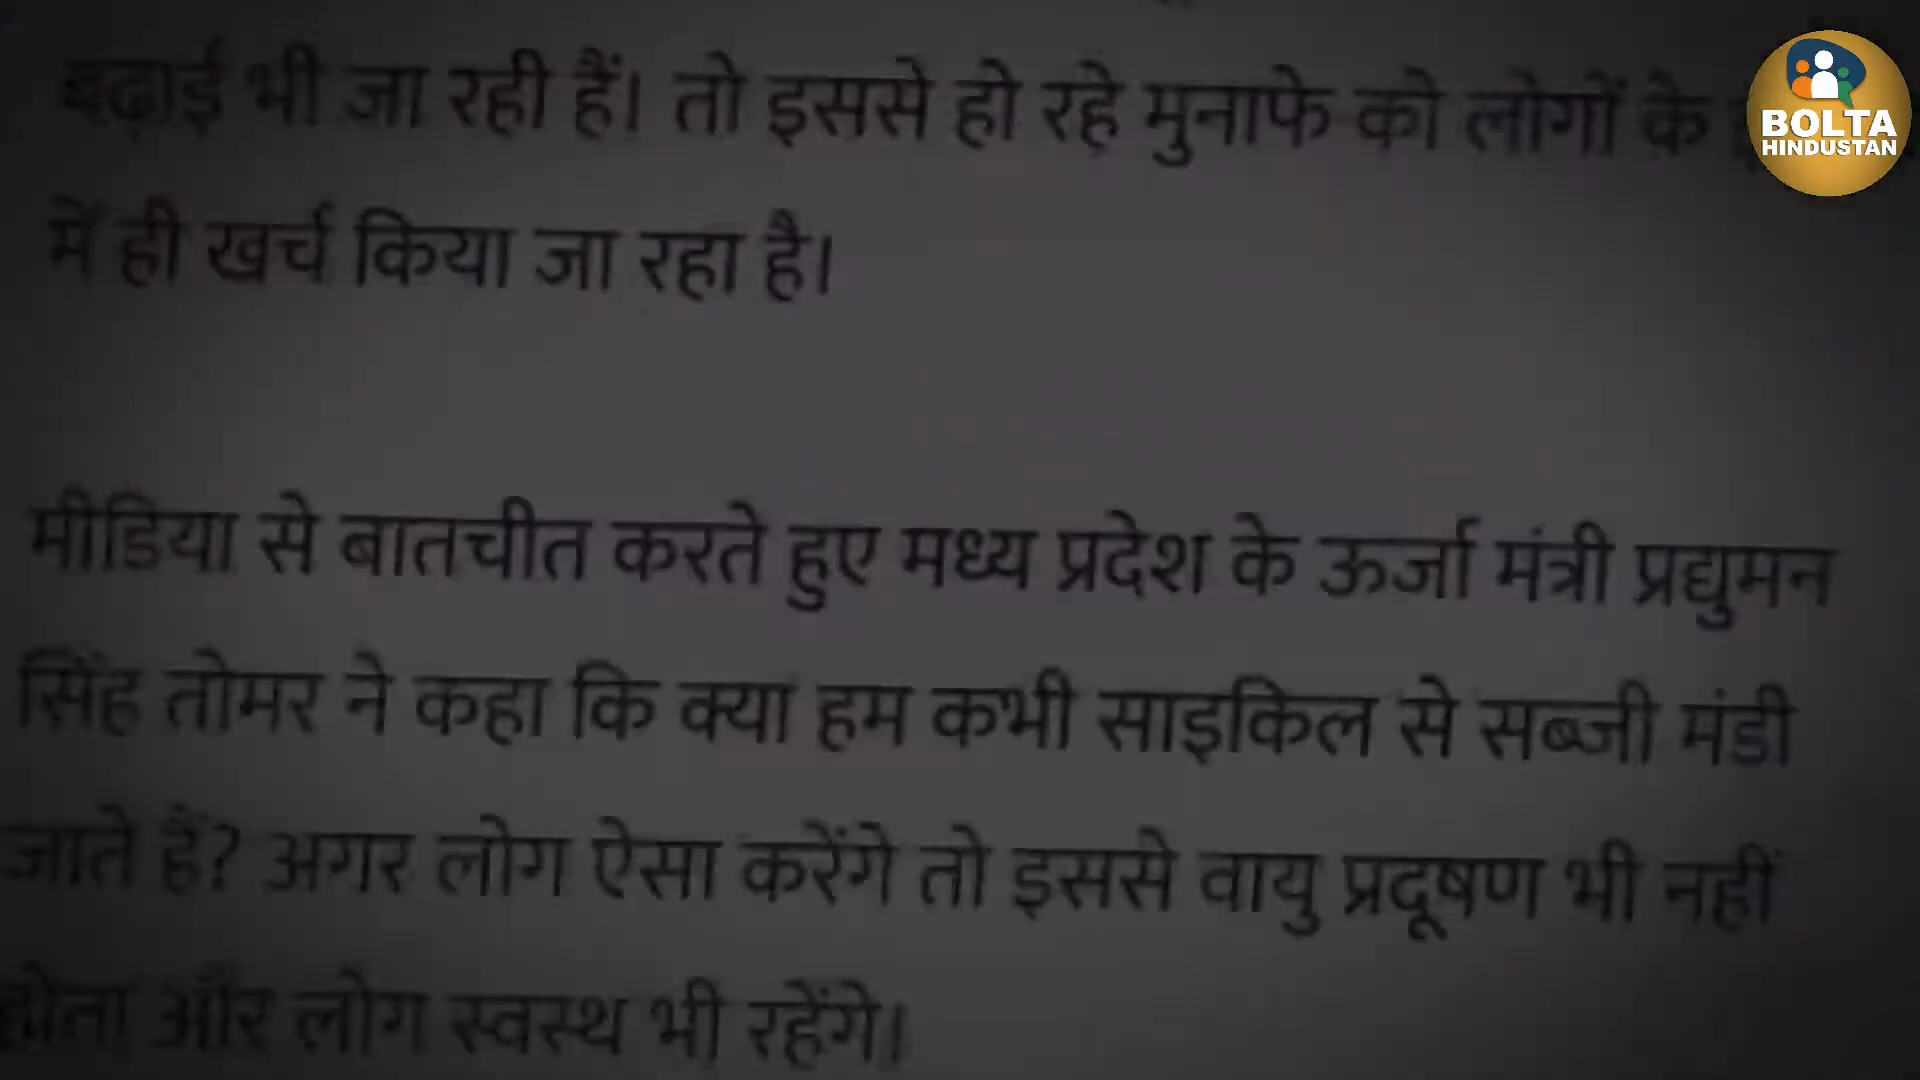 बढ़ाई भी जा रही हैं। तो इससे हो रहे मुनाफे को लोगों के
में ही खर्च किया जा रहा है।
मीडिया से बातचीत करते हुए मध्य प्रदेश के ऊर्जा मंत्री प्रद्युमन
सिंह तोमर ने कहा कि क्या हम कभी साइकिल से सब्जी मंडी
जाते हैं? अगर लोग ऐसा करेंगे तो इससे वायु प्रदूषण भी नहीं
होता और लोग स्वस्थ भी रहेंगे।
BOLTA
HINDUSTAN